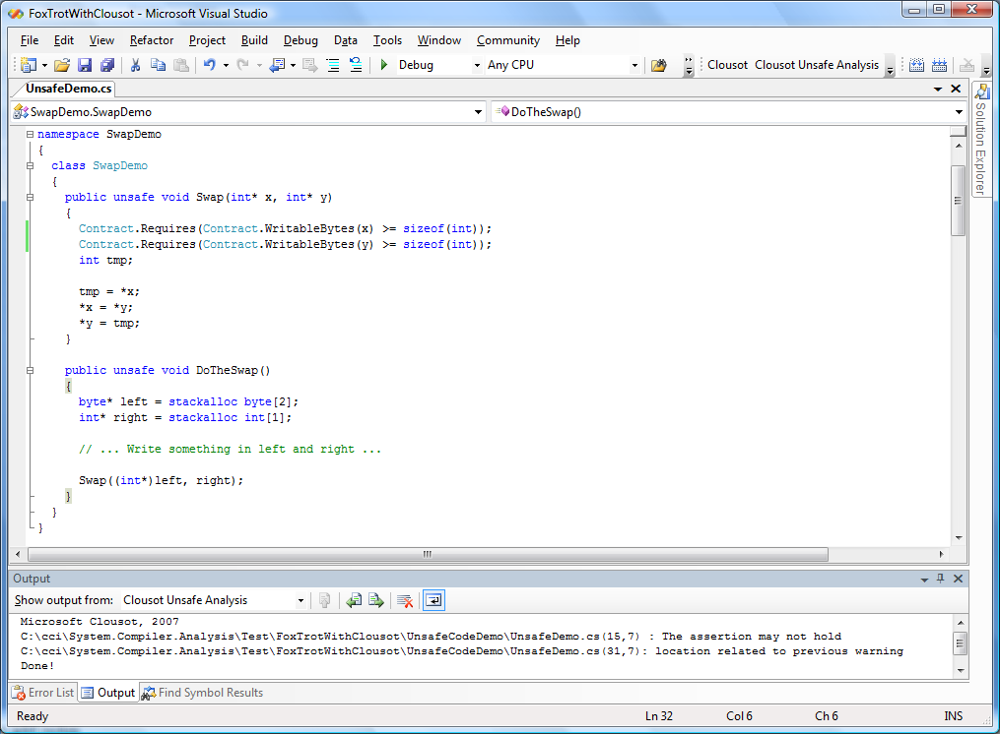 FoxTrotWithClousot - Microsoft Visual Studio
File Edit View Refactor Project Build Debug Data Tools Window Community Help
Debug Any CPU Clousot Clousot Unsafe Analysis
UnsafeDemo.cs
SwapDemo.SwapDemo DoTheSwap()
Solution Explorer
namespace SwapDemo
{
class SwapDemo
{
public unsafe void Swap(int* x, int* y)
{
Contract.Requires(Contract.WritableBytes(x) >= sizeof(int));
Contract.Requires(Contract.WritableBytes(y) >= sizeof(int));
int tmp;
tmp = *x;
*x = *y;
*y = tmp;
}
public unsafe void DoTheSwap()
{
byte* left = stackalloc byte[2];
int* right = stackalloc int[1];
// ... Write something in left and right ...
Swap((int*)left, right);
}
}
}
Output
Show output from: Clousot Unsafe Analysis
Microsoft Clousot, 2007
C:\cci\System.Compiler.Analysis\Test\FoxTrotWithClousot\UnsafeCodeDemo\UnsafeDemo.cs(15,7) : The assertion may not hold
C:\cci\System.Compiler.Analysis\Test\FoxTrotWithClousot\UnsafeCodeDemo\UnsafeDemo.cs(31,7): location related to previous warning
Done!
Error List Output Find Symbol Results
Ready Ln 32 Col 6 Ch 6 INS